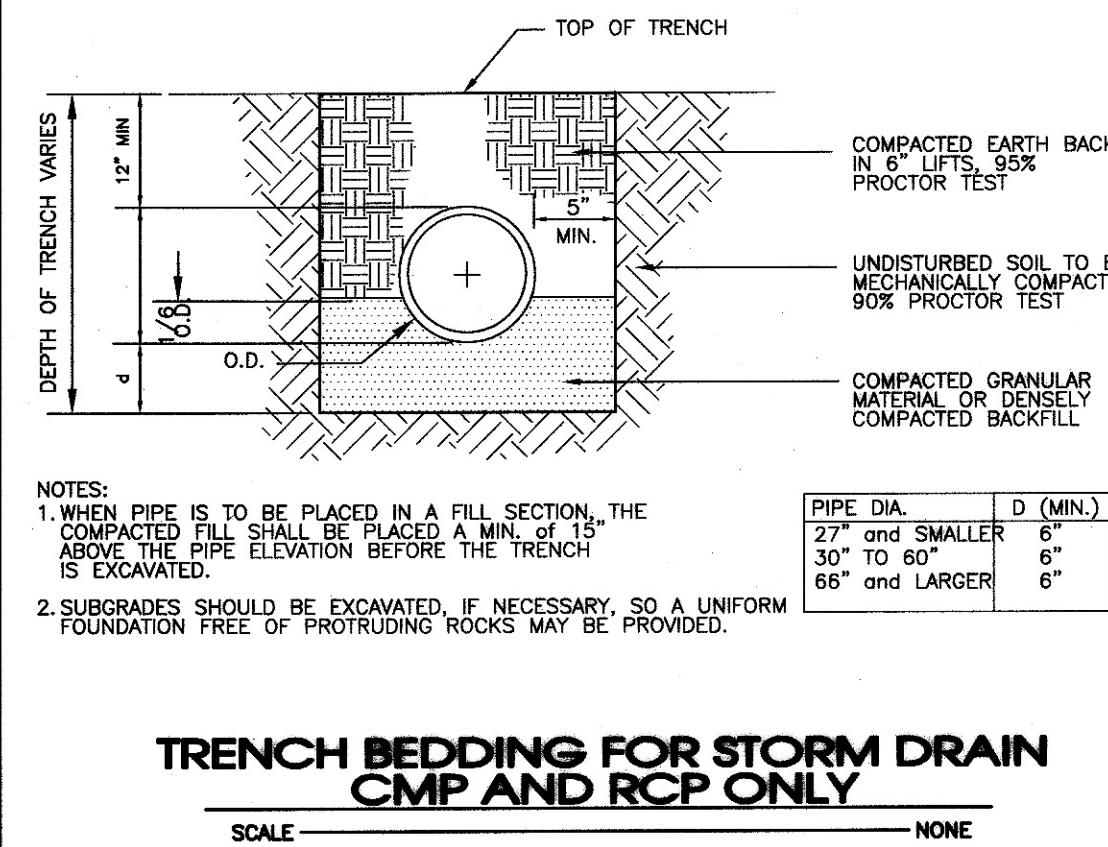 TOP OF TRENCH
DEPTH OF TRENCH VARIES
12" MIN
COMPACTED EARTH BACK
IN 6" LIFTS, 95%
PROCTOR TEST
5"
MIN.
UNDISTURBED SOIL TO B
MECHANICALLY COMPACT
90% PROCTOR TEST
1/6
O.D.
O.D.
d
COMPACTED GRANULAR
MATERIAL OR DENSELY
COMPACTED BACKFILL
NOTES:
1. WHEN PIPE IS TO BE PLACED IN A FILL SECTION, THE
COMPACTED FILL SHALL BE PLACED A MIN. of 15"
ABOVE THE PIPE ELEVATION BEFORE THE TRENCH
IS EXCAVATED.
2. SUBGRADES SHOULD BE EXCAVATED, IF NECESSARY, SO A UNIFORM
FOUNDATION FREE OF PROTRUDING ROCKS MAY BE PROVIDED.
PIPE DIA. D (MIN.)
27" and SMALLER 6"
30" TO 60" 6"
66" and LARGER 6"
TRENCH BEDDING FOR STORM DRAIN
CMP AND RCP ONLY
SCALE NONE